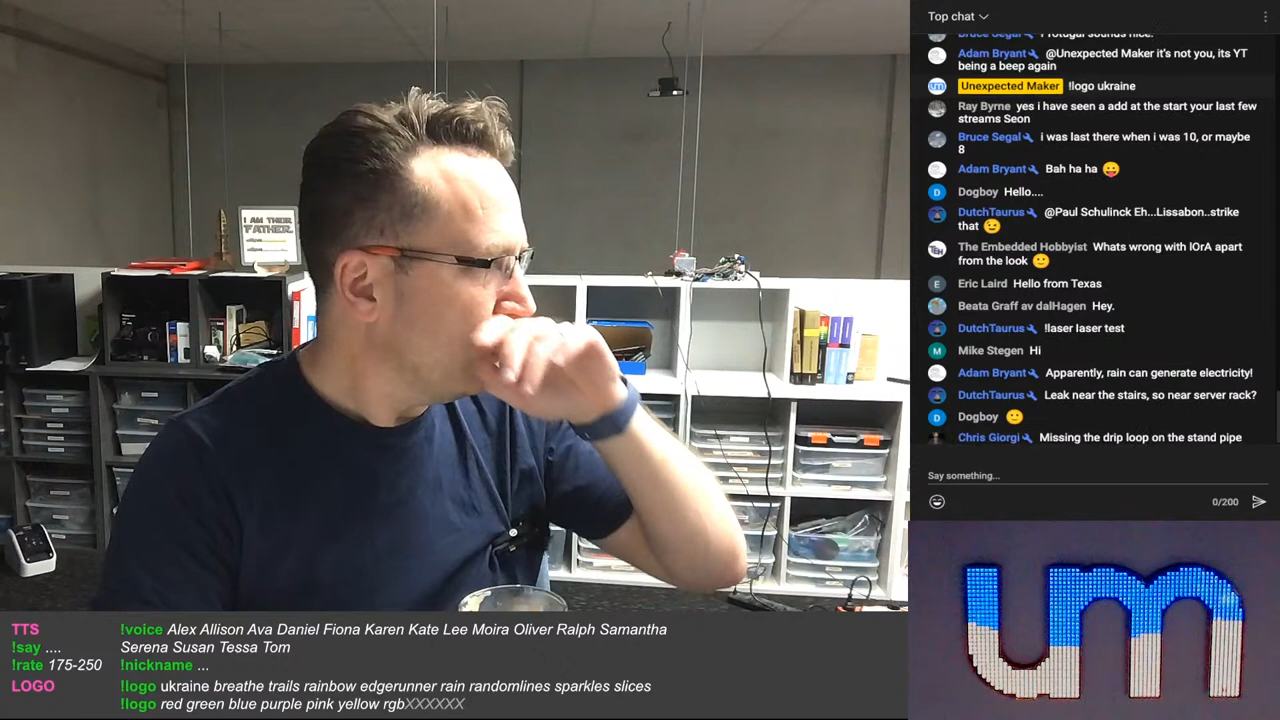 Top chat
Bruce Segal Portugal sounds nice.
Adam Bryant @Unexpected Maker it's not you, its YT
being a beep again
Unexpected Maker !logo ukraine
Ray Byrne yes i have seen a add at the start your last few
streams Seon
Bruce Segal i was last there when i was 10, or maybe
8
Adam Bryant Bah ha ha
D Dogboy Hello....
DutchTaurus @Paul Schulinck Eh...Lissabon..strike
that
TEH The Embedded Hobbyist Whats wrong with lOrA apart
from the look
E Eric Laird Hello from Texas
Beata Graff av dalHagen Hey.
DutchTaurus !laser laser test
M Mike Stegen Hi
Adam Bryant Apparently, rain can generate electricity!
DutchTaurus Leak near the stairs, so near server rack?
D Dogboy
Chris Giorgi Missing the drip loop on the stand pipe
Say something...
0/200
I AM THEIR
FATHER.
um
TTS !voice Alex Allison Ava Daniel Fiona Karen Kate Lee Moira Oliver Ralph Samantha
!say .... Serena Susan Tessa Tom
!rate 175-250 !nickname ...
LOGO !logo ukraine breathe trails rainbow edgerunner rain randomlines sparkles slices
!logo red green blue purple pink yellow rgbXXXXXX